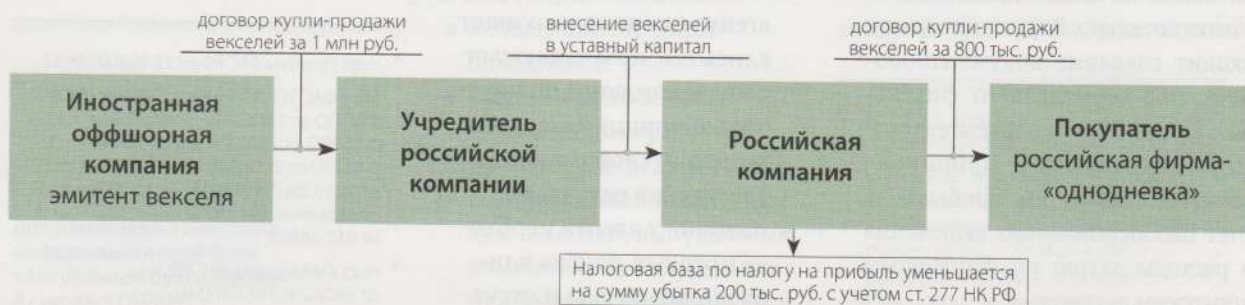 договор купли-продажи
векселей за 1 млн руб.
внесение векселей
в уставный капитал
договор купли-продажи
векселей за 800 тыс. руб.
Иностранная
оффшорная
компания
эмитент векселя
Учредитель
российской
компании
Российская
компания
Покупатель
российская фирма-
«однодневка»
Налоговая база по налогу на прибыль уменьшается
на сумму убытка 200 тыс. руб. с учетом ст. 277 НК РФ